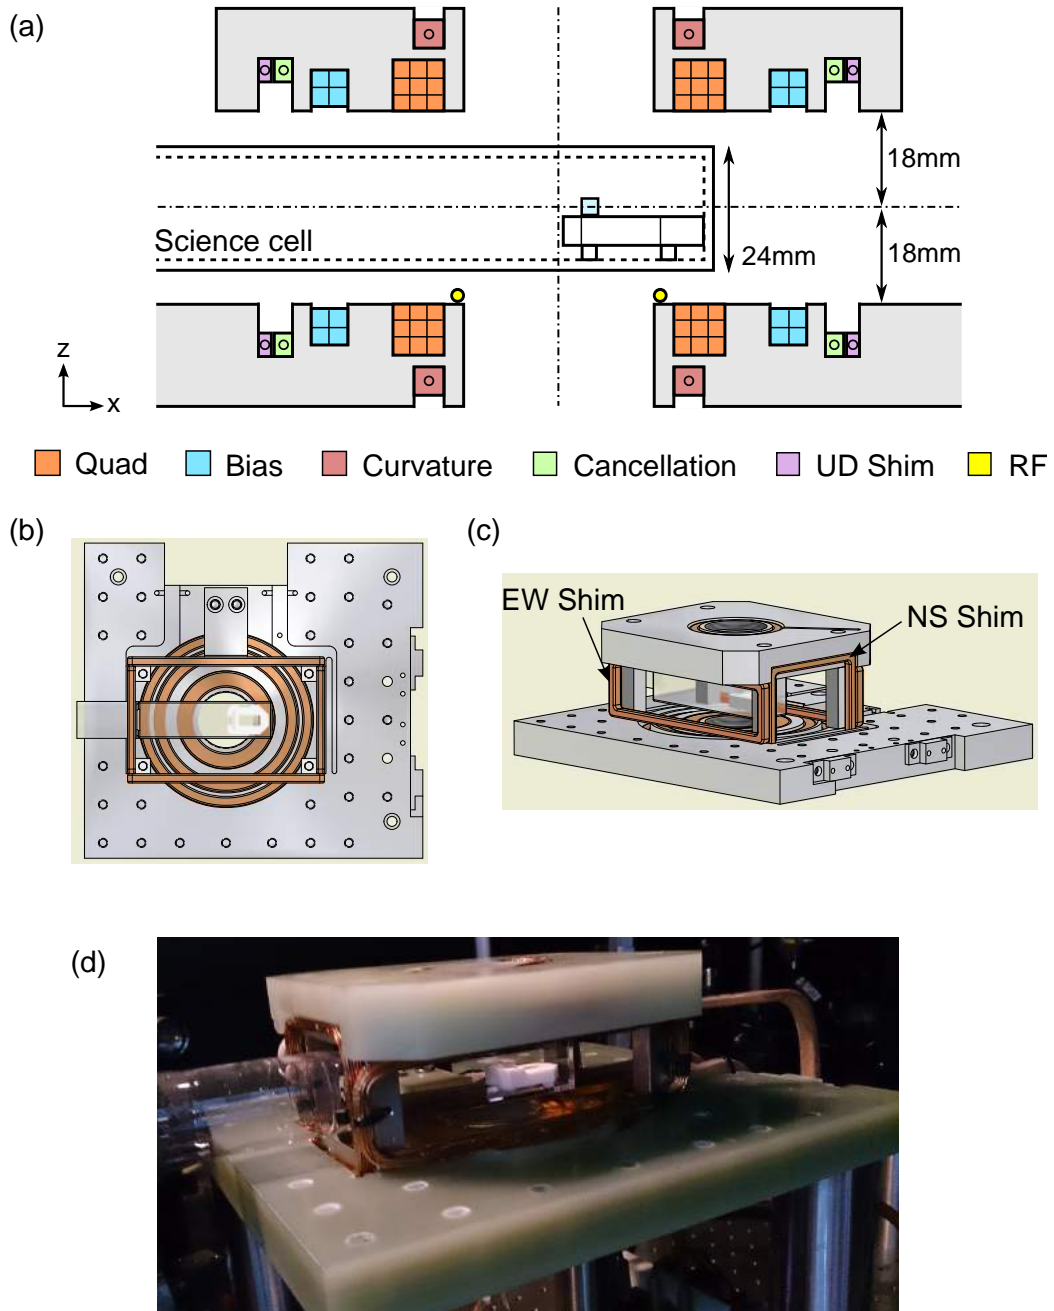 (a)
18mm
Science cell
24mm
18mm
z
x
Quad
Bias
Curvature
Cancellation
UD Shim
RF
(b)
(c)
EW Shim
NS Shim
(d)